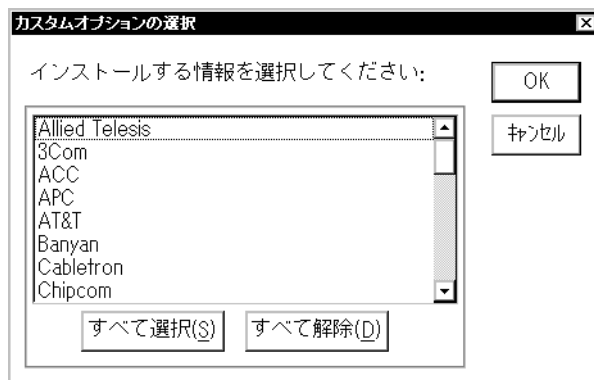 カスタムオプションの選択
インストールする情報を選択してください:
OK
キャンセル
Allied Telesis
3Com
ACC
APC
AT&T
Banyan
Cabletron
Chipcom
すべて選択(S) すべて解除(D)